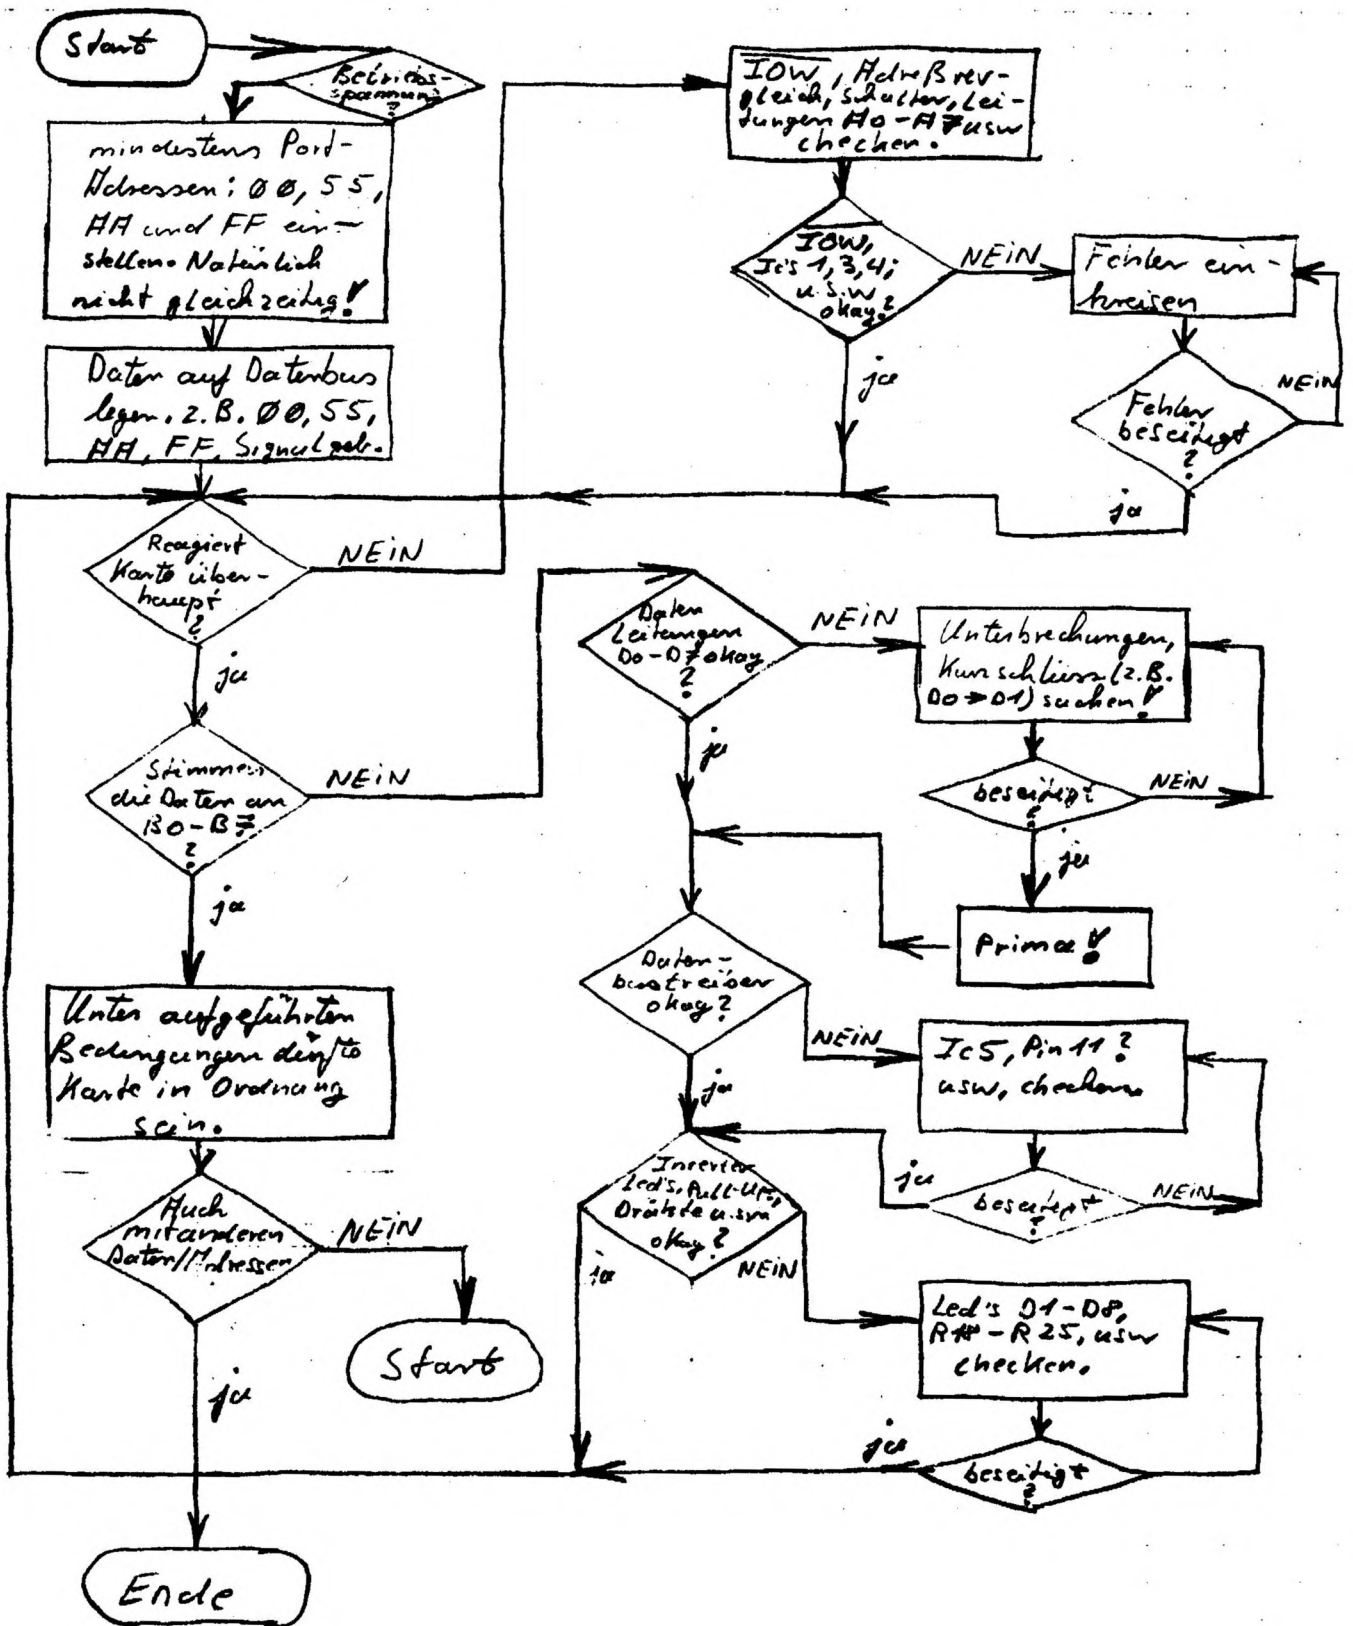 Start
Betriebs-
spannung
?
mindestens Port-
Adressen: 00, 55,
AA und FF ein-
stellen. Natürlich
nicht gleichzeitig!
Daten auf Datenbus
legen. z.B. 00, 55,
AA, FF, Signalgeb.
Reagiert
Karte über-
haupt
?
NEiN
ja
Stimmen
die Daten an
B0-B7
?
NEiN
ja
Unter aufgeführten
Bedingungen dürfte
Karte in Ordnung
sein.
Auch
mit anderen
Daten/Adressen
NEiN
Start
ja
Ende
IOW, Adreßver-
gleich, Schalter, Lei-
tungen A0-A7 usw
checken.
IOW,
Ic's 1,3,4;
u.s.w
okay?
NEiN
ja
Fehler ein-
kreisen
Fehler
beseitigt
?
NEiN
ja
Daten
Leitungen
D0-D7 okay
?
NEiN
ja
Unterbrechungen,
Kurzschlüsse (z.B.
D0→D1) suchen!
beseitigt
?
NEiN
ja
Prima!
Daten-
bustreiber
okay?
NEiN
ja
Ic5, Pin 11?
usw, checken
beseitigt
?
NEiN
ja
Inverter
Led's, Pull-Up,
Drähte usw
okay?
ja
NEiN
Led's D1-D8,
R18-R25, usw
checken.
beseitigt
?
ja